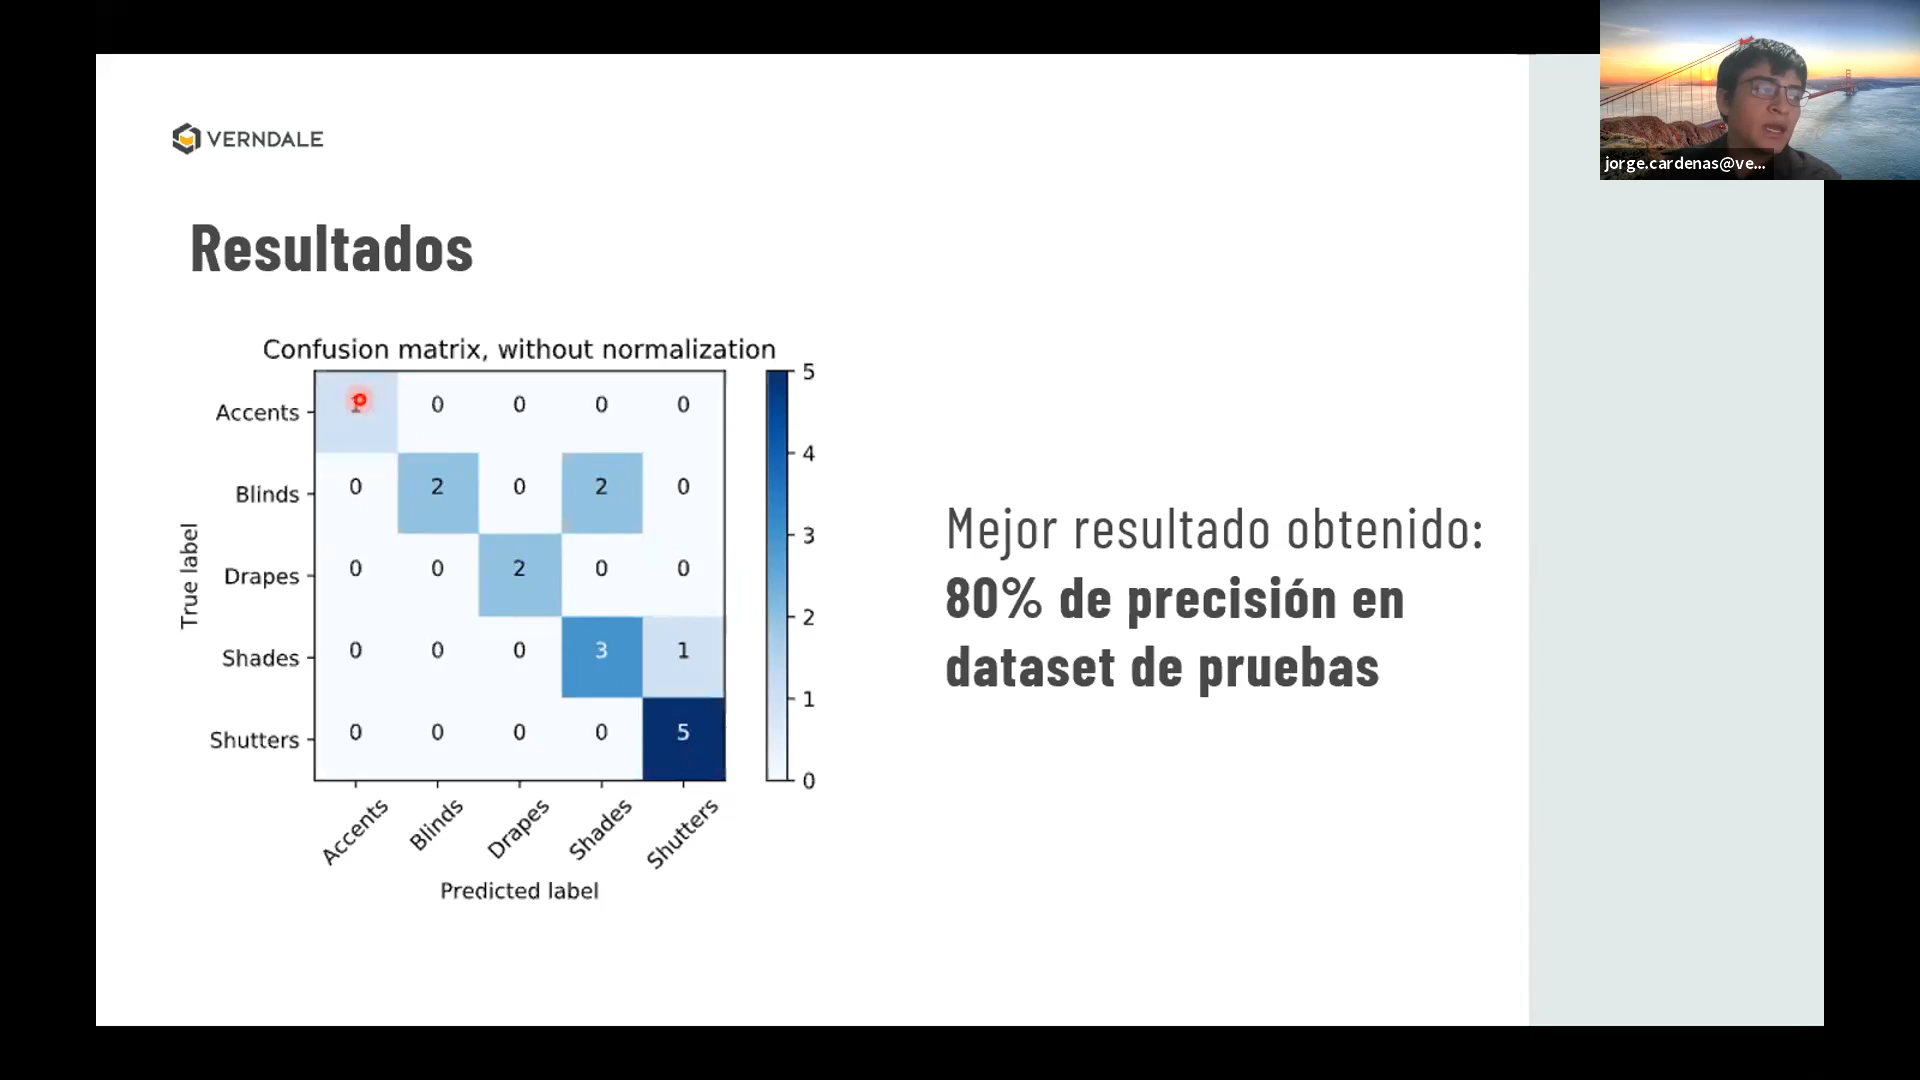 jorge.cardenas@ve...
VERNDALE
Resultados
Confusion matrix, without normalization
Accents 0 0 0 0
Blinds 0 2 0 2 0
Drapes 0 0 2 0 0
Shades 0 0 0 3 1
Shutters 0 0 0 0 5
True label
Accents Blinds Drapes Shades Shutters
Predicted label
5
4
3
2
1
0
Mejor resultado obtenido:
80% de precisión en
dataset de pruebas